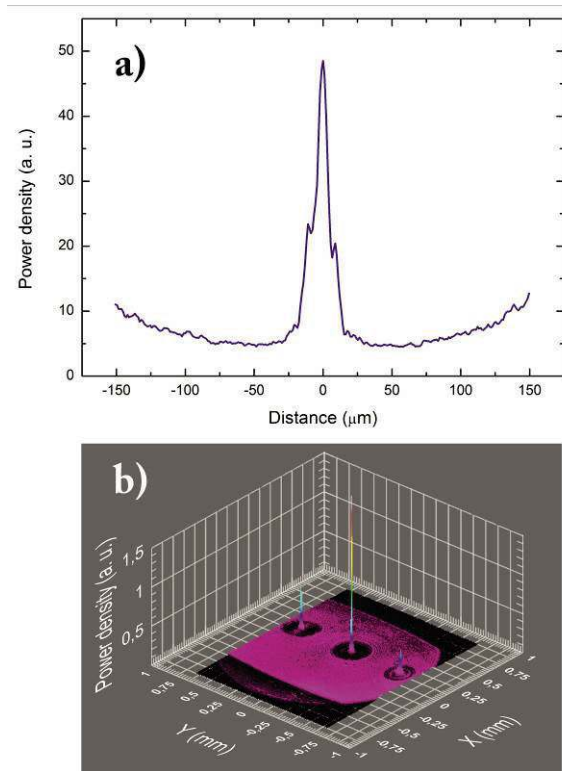 a)
50
40
30
20
10
0
Power density (a. u.)
-150 -100 -50 0 50 100 150
Distance (μm)
b)
Power density (a. u.)
1,5
1
0,5
1 0,75 0,5 0,25 0 -0,25 -0,5 -0,75 -1
Y (mm)
-1 -0,75 -0,5 -0,25 0 0,25 0,5 0,75 1
X (mm)